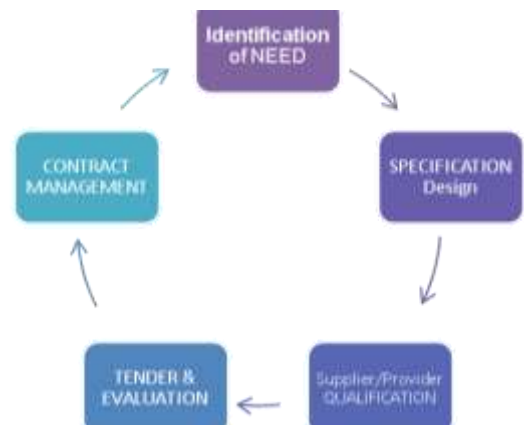 Identification
of NEED
SPECIFICATION
Design
Supplier/Provider
QUALIFICATION
TENDER &
EVALUATION
CONTRACT
MANAGEMENT